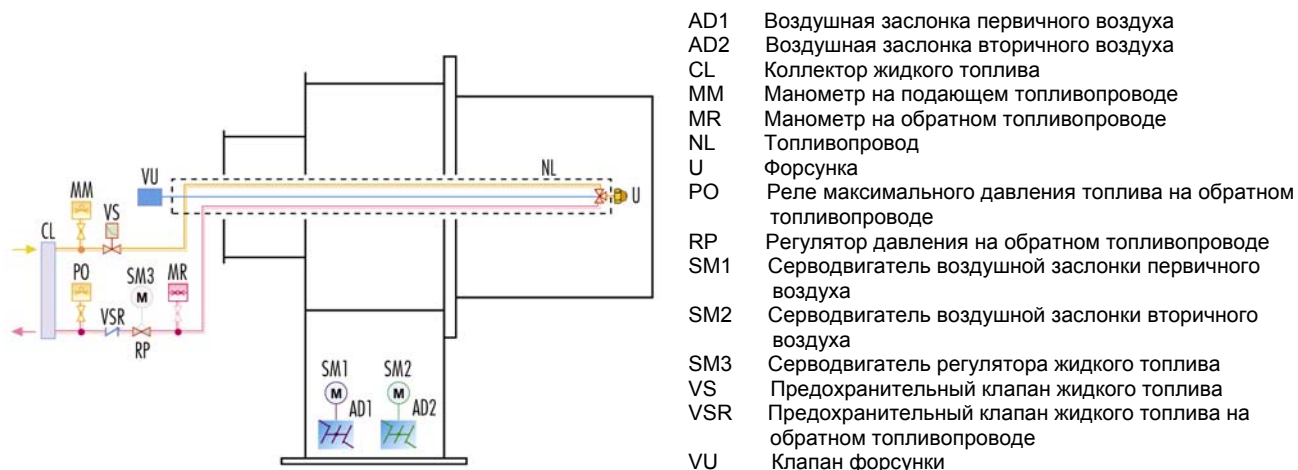 NL
VU
U
MM
VS
CL
PO
SM3
MR
M
VSR
RP
SM1
SM2
M
M
AD1
AD2
AD1 Воздушная заслонка первичного воздуха
AD2 Воздушная заслонка вторичного воздуха
CL Коллектор жидкого топлива
MM Манометр на подающем топливопроводе
MR Манометр на обратном топливопроводе
NL Топливопровод
U Форсунка
PO Реле максимального давления топлива на обратном
топливопроводе
RP Регулятор давления на обратном топливопроводе
SM1 Серводвигатель воздушной заслонки первичного
воздуха
SM2 Серводвигатель воздушной заслонки вторичного
воздуха
SM3 Серводвигатель регулятора жидкого топлива
VS Предохранительный клапан жидкого топлива
VSR Предохранительный клапан жидкого топлива на
обратном топливопроводе
VU Клапан форсунки